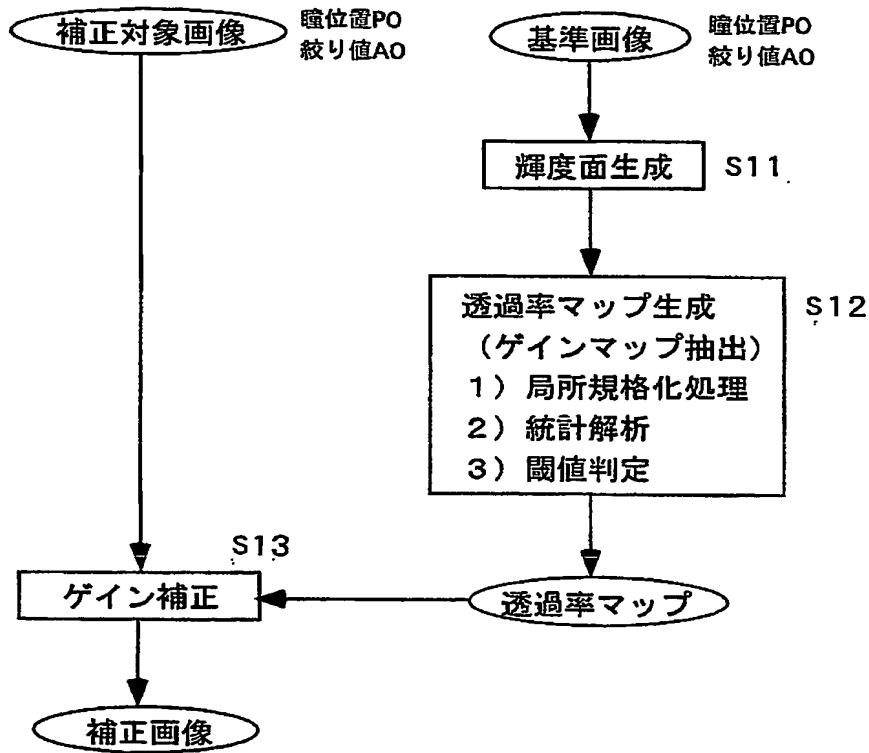 補正対象画像
瞳位置P0
絞り値A0
基準画像
瞳位置P0
絞り値A0
輝度面生成
S11
透過率マップ生成
(ゲインマップ抽出)
1)局所規格化処理
2)統計解析
3)閾値判定
S12
S13
ゲイン補正
透過率マップ
補正画像